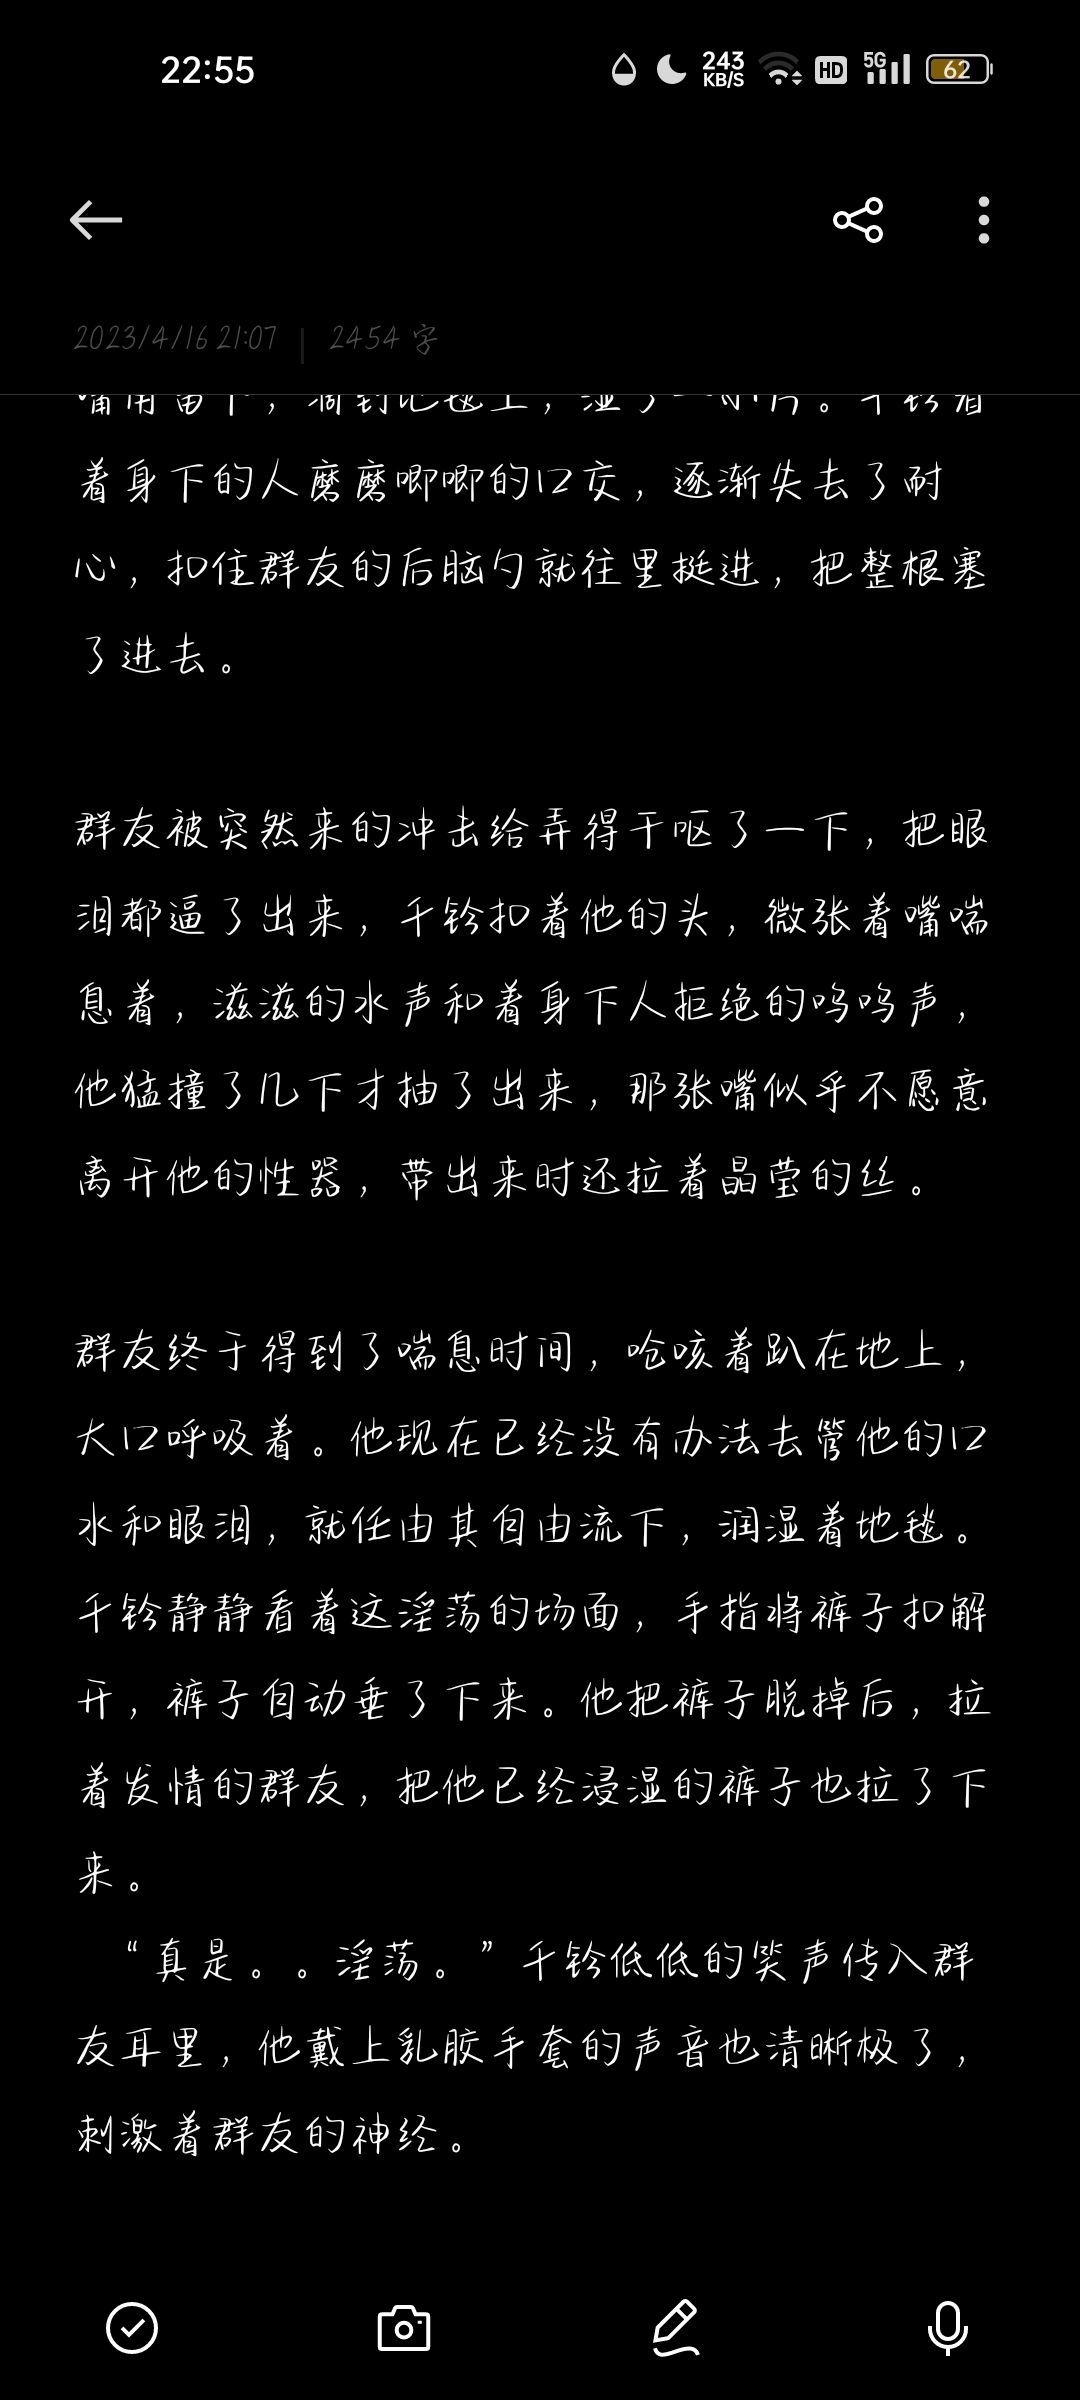 22:55
243 KB/S
HD
5G
62
2023/4/16 21:07 | 2454 字
着身下的人磨磨唧唧的口交，逐渐失去了耐
心，扣住群友的后脑勺就往里挺进，把整根塞
了进去。
群友被突然来的冲击给弄得干呕了一下，把眼
泪都逼了出来，千钤扣着他的头，微张着嘴喘
息着，滋滋的水声和着身下人拒绝的呜呜声，
他猛撞了几下才抽了出来，那张嘴似乎不愿意
离开他的性器，带出来时还拉着晶莹的丝。
群友终于得到了喘息时间，呛咳着趴在地上，
大口呼吸着。他现在已经没有办法去管他的口
水和眼泪，就任由其自由流下，润湿着地毯。
千钤静静看着这淫荡的场面，手指将裤子扣解
开，裤子自动垂了下来。他把裤子脱掉后，拉
着发情的群友，把他已经浸湿的裤子也拉了下
来。
“真是。。淫荡。”千钤低低的笑声传入群
友耳里，他戴上乳胶手套的声音也清晰极了，
刺激着群友的神经。